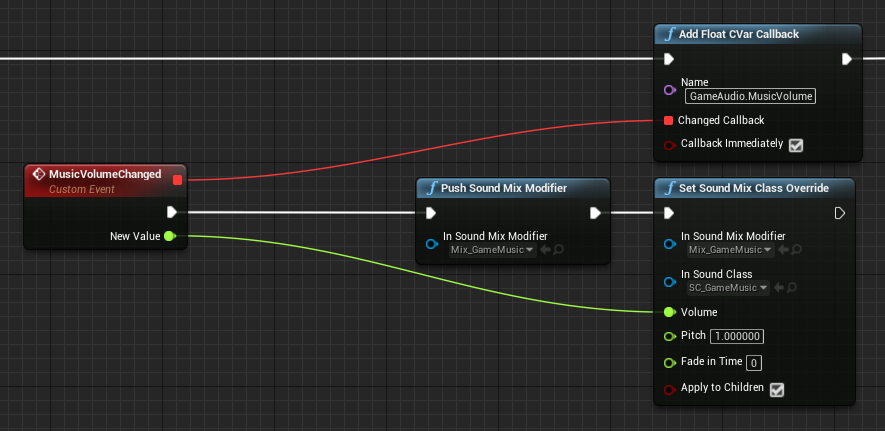 Add Float CVar Callback
Name
GameAudio.MusicVolume
Changed Callback
Callback Immediately
MusicVolumeChanged
Custom Event
New Value
Push Sound Mix Modifier
In Sound Mix Modifier
Mix_GameMusic
Set Sound Mix Class Override
In Sound Mix Modifier
Mix_GameMusic
In Sound Class
SC_GameMusic
Volume
Pitch 1.000000
Fade in Time 0
Apply to Children